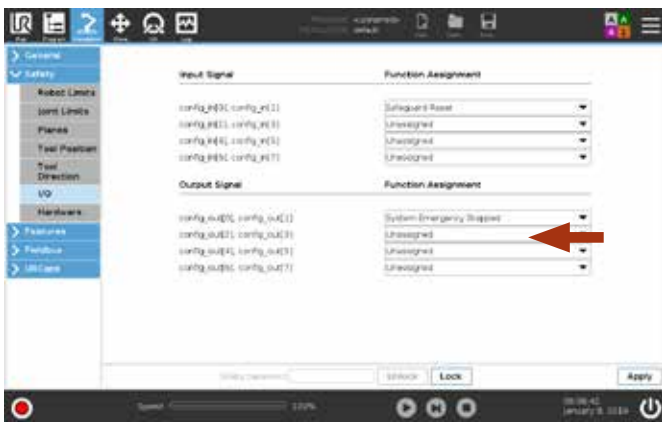 General
Safety
Robot Limits
Joint Limits
Planes
Tool Position
Tool
Direction
I/O
Hardware
Features
Fieldbus
URCaps
Input Signal Function Assignment
config_in[0], config_in[1] Safeguard Reset
config_in[2], config_in[3] Unassigned
config_in[4], config_in[5] Unassigned
config_in[6], config_in[7] Unassigned
Output Signal Function Assignment
config_out[0], config_out[1] System Emergency Stopped
config_out[2], config_out[3] Unassigned
config_out[4], config_out[5] Unassigned
config_out[6], config_out[7] Unassigned
Unlock Lock Apply
Speed 100%